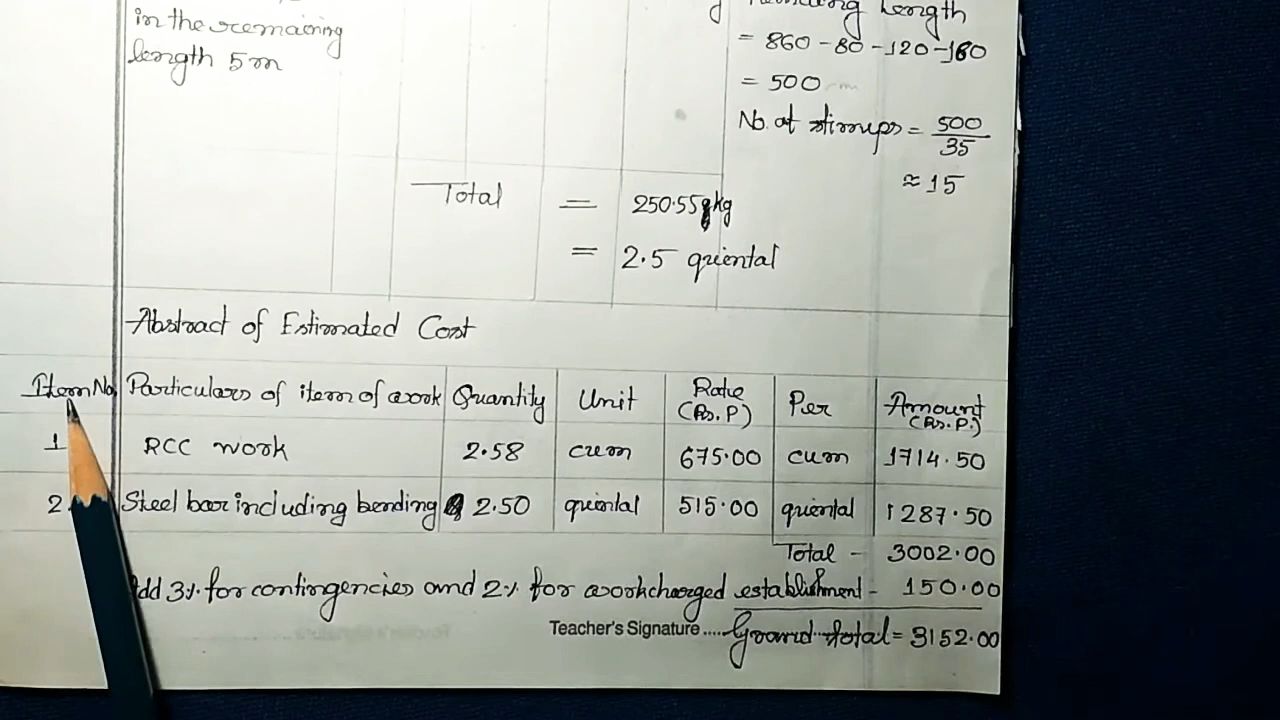 in the remaining
length 5m
Length
= 860 - 80 - 120 - 160
= 500 m
No. of stirrups = 500/35
≈ 15
Total = 250.55 kg
= 2.5 quiental
Abstract of Estimated Cost
Item No. Particulars of item of work Quantity Unit Rate (Rs. P) Per Amount (Rs. P.)
1 RCC work 2.58 cum 675.00 cum 1714.50
2. Steel bar including bending 2.50 quiental 515.00 quiental 1287.50
Total - 3002.00
Add 3% for contingencies and 2% for workcharged establishment - 150.00
Teacher's Signature .... Grand total = 3152.00